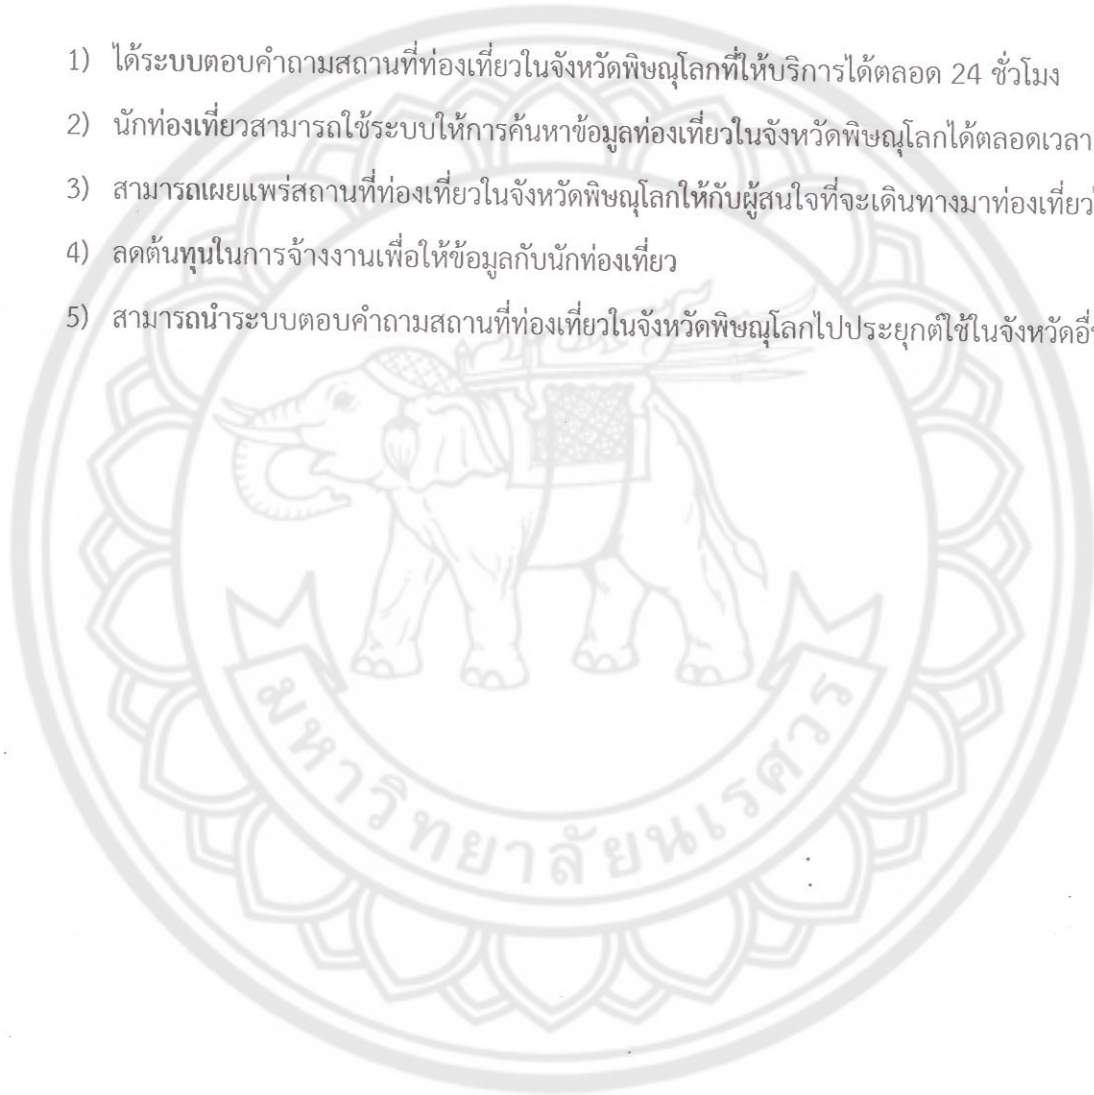 1) ได้ระบบตอบคำถามสถานที่ท่องเที่ยวในจังหวัดพิษณุโลกที่ให้บริการได้ตลอด 24 ชั่วโมง
2) นักท่องเที่ยวสามารถใช้ระบบให้การค้นหาข้อมูลท่องเที่ยวในจังหวัดพิษณุโลกได้ตลอดเวลา
3) สามารถเผยแพร่สถานที่ท่องเที่ยวในจังหวัดพิษณุโลกให้กับผู้สนใจที่จะเดินทางมาท่องเที่ยว
4) ลดต้นทุนในการจ้างงานเพื่อให้ข้อมูลกับนักท่องเที่ยว
5) สามารถนำระบบตอบคำถามสถานที่ท่องเที่ยวในจังหวัดพิษณุโลกไปประยุกต์ใช้ในจังหวัด
มหาวิทยาลัยนเรศวร